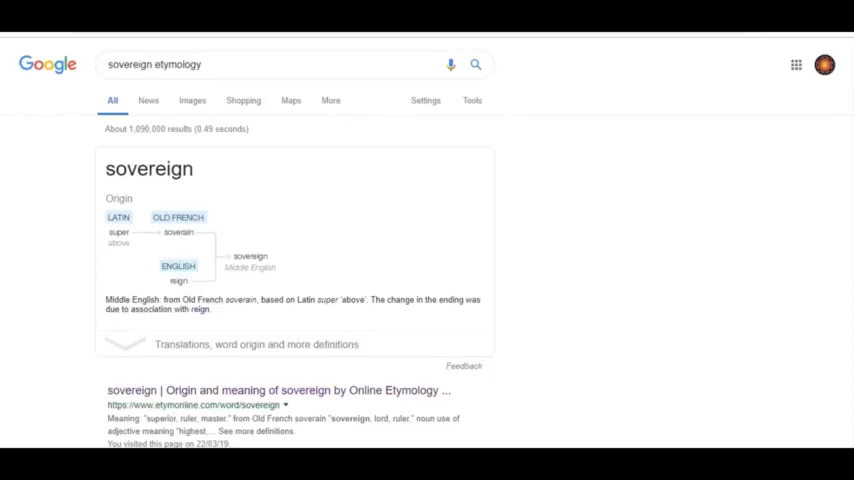 Google
sovereign etymology
All News Images Shopping Maps More Settings Tools
About 1,090,000 results (0.49 seconds)
sovereign
Origin
LATIN OLD FRENCH
super soverain
above
sovereign
ENGLISH Middle English
reign
Middle English: from Old French soverain, based on Latin super 'above'. The change in the ending was
due to association with reign.
Translations, word origin and more definitions
Feedback
sovereign | Origin and meaning of sovereign by Online Etymology ...
https://www.etymonline.com/word/sovereign
Meaning: "superior, ruler, master," from Old French soverain "sovereign, lord, ruler." noun use of
adjective meaning "highest,.... See more definitions.
You visited this page on 22/03/19.